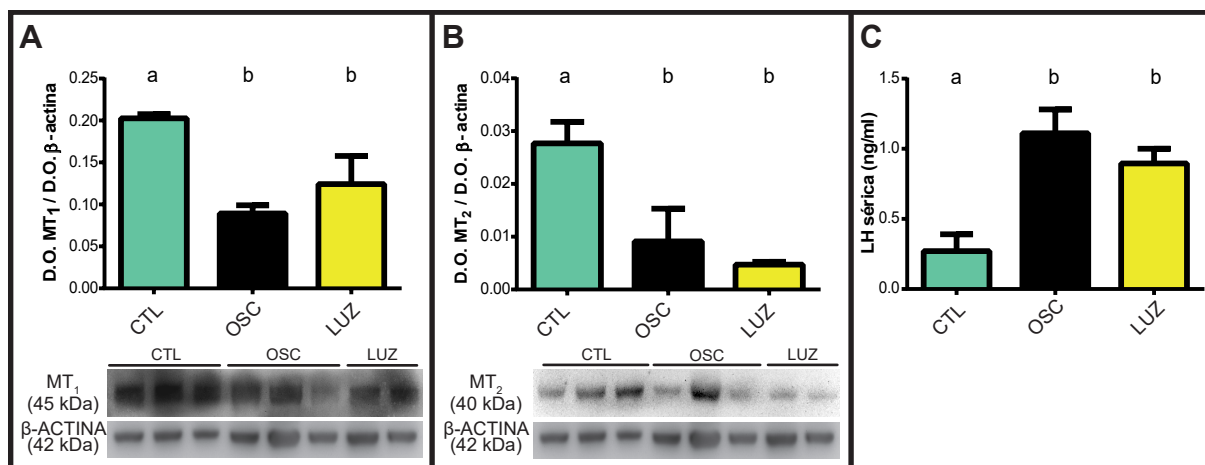 A
D.O. MT₁ / D.O. β-actina
a b b
0.25
0.20
0.15
0.10
0.05
0.00
CTL OSC LUZ
CTL OSC LUZ
MT₁
(45 kDa)
β-ACTINA
(42 kDa)
B
D.O. MT₂ / D.O. β-actina
a b b
0.04
0.03
0.02
0.01
0.00
CTL OSC LUZ
CTL OSC LUZ
MT₂
(40 kDa)
β-ACTINA
(42 kDa)
C
LH sérica (ng/ml)
a b b
1.5
1.0
0.5
0.0
CTL OSC LUZ